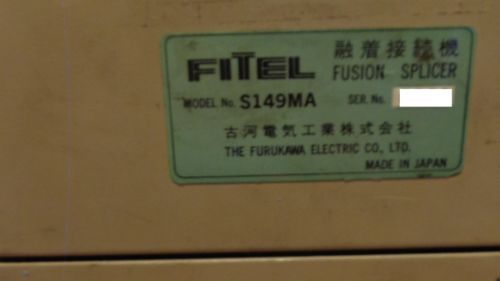 FITEL 融着接続機
FUSION SPLICER
MODEL No. S149MA SER. No.
古河電気工業株式会社
THE FURUKAWA ELECTRIC CO., LTD.
MADE IN JAPAN